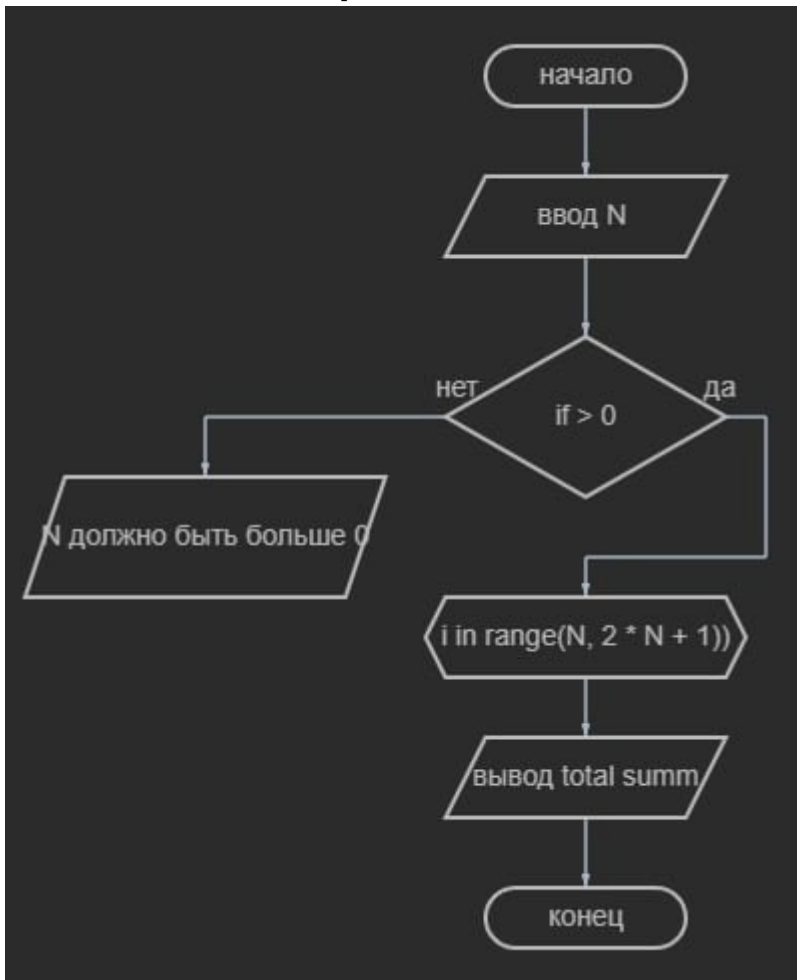 начало
ввод N
нет
да
if > 0
N должно быть больше 0
i in range(N, 2 * N + 1))
вывод total summ
конец